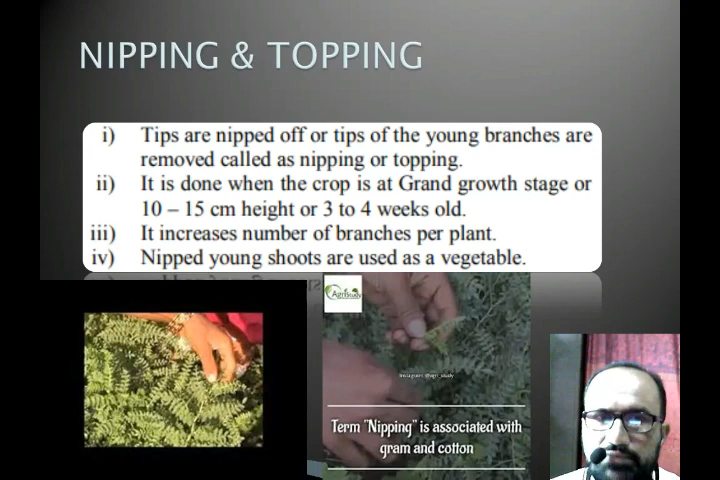 NIPPING & TOPPING
i) Tips are nipped off or tips of the young branches are
removed called as nipping or topping.
ii) It is done when the crop is at Grand growth stage or
10 – 15 cm height or 3 to 4 weeks old.
iii) It increases number of branches per plant.
iv) Nipped young shoots are used as a vegetable.
AgriStudy
Instagram: @agri_study
Term "Nipping" is associated with
gram and cotton